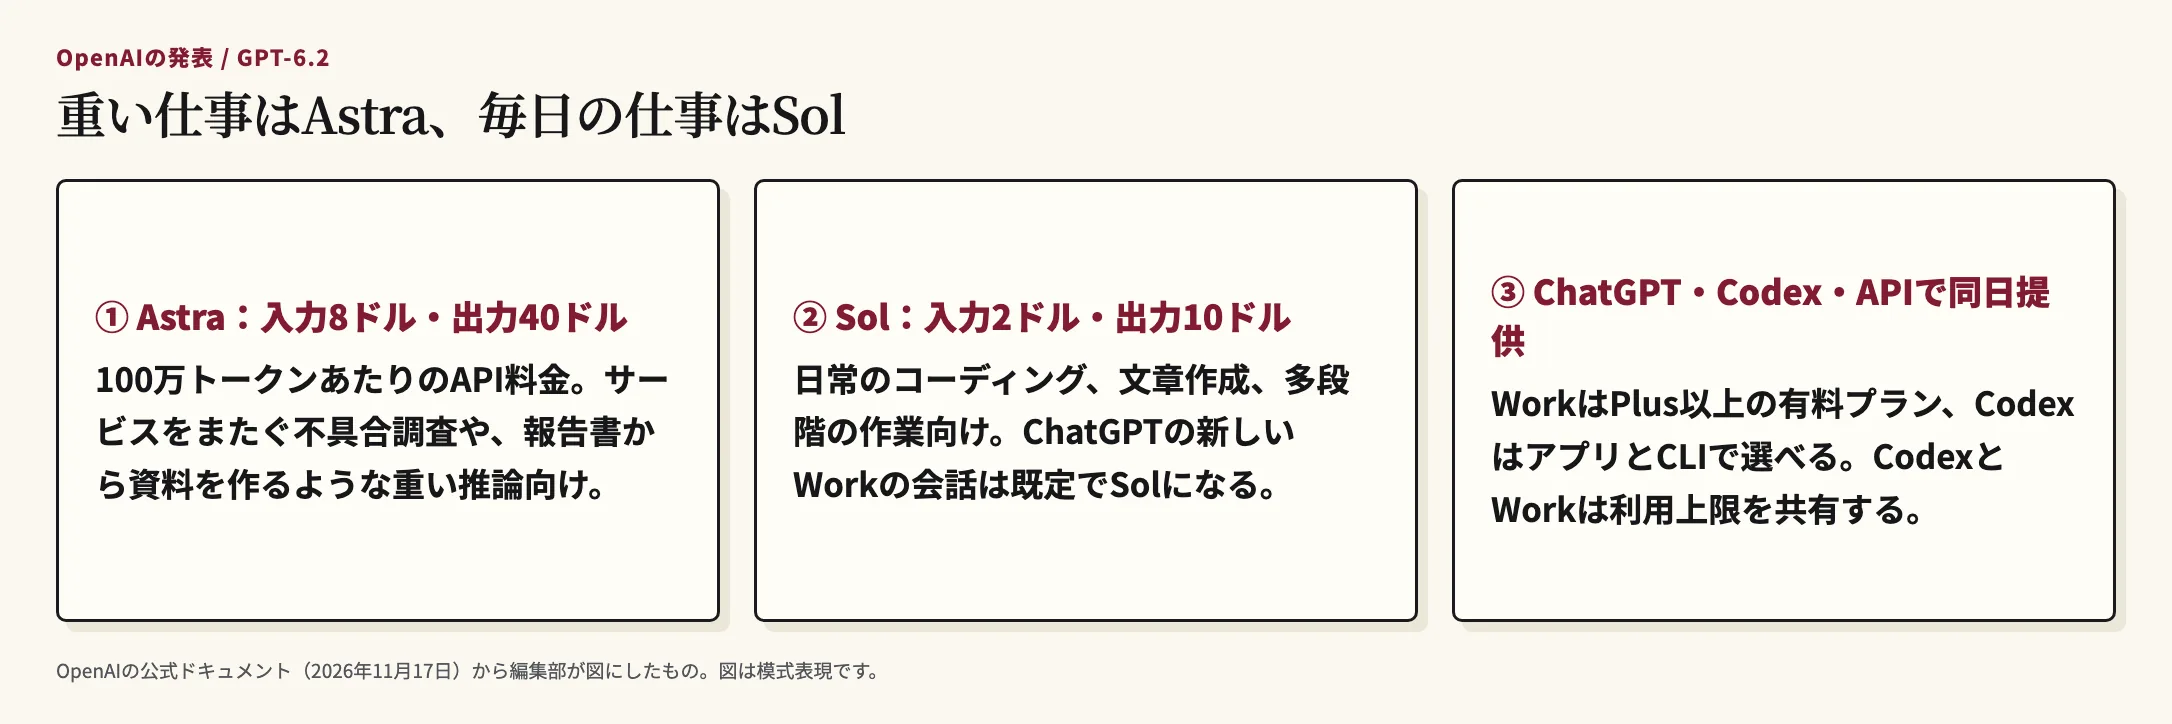 OpenAIの発表 / GPT-6.2
重い仕事はAstra、毎日の仕事はSol
① Astra：入力8ドル・出力40ドル
100万トークンあたりのAPI料金。サー
ビスをまたぐ不具合調査や、報告書か
ら資料を作るような重い推論向け。
② Sol：入力2ドル・出力10ドル
日常のコーディング、文章作成、多段
階の作業向け。ChatGPTの新しい
Workの会話は既定でSolになる。
③ ChatGPT・Codex・APIで同日提
供
WorkはPlus以上の有料プラン、Codex
はアプリとCLIで選べる。Codexと
Workは利用上限を共有する。
OpenAIの公式ドキュメント（2026年11月17日）から編集部が図にしたもの。図は模式表現です。